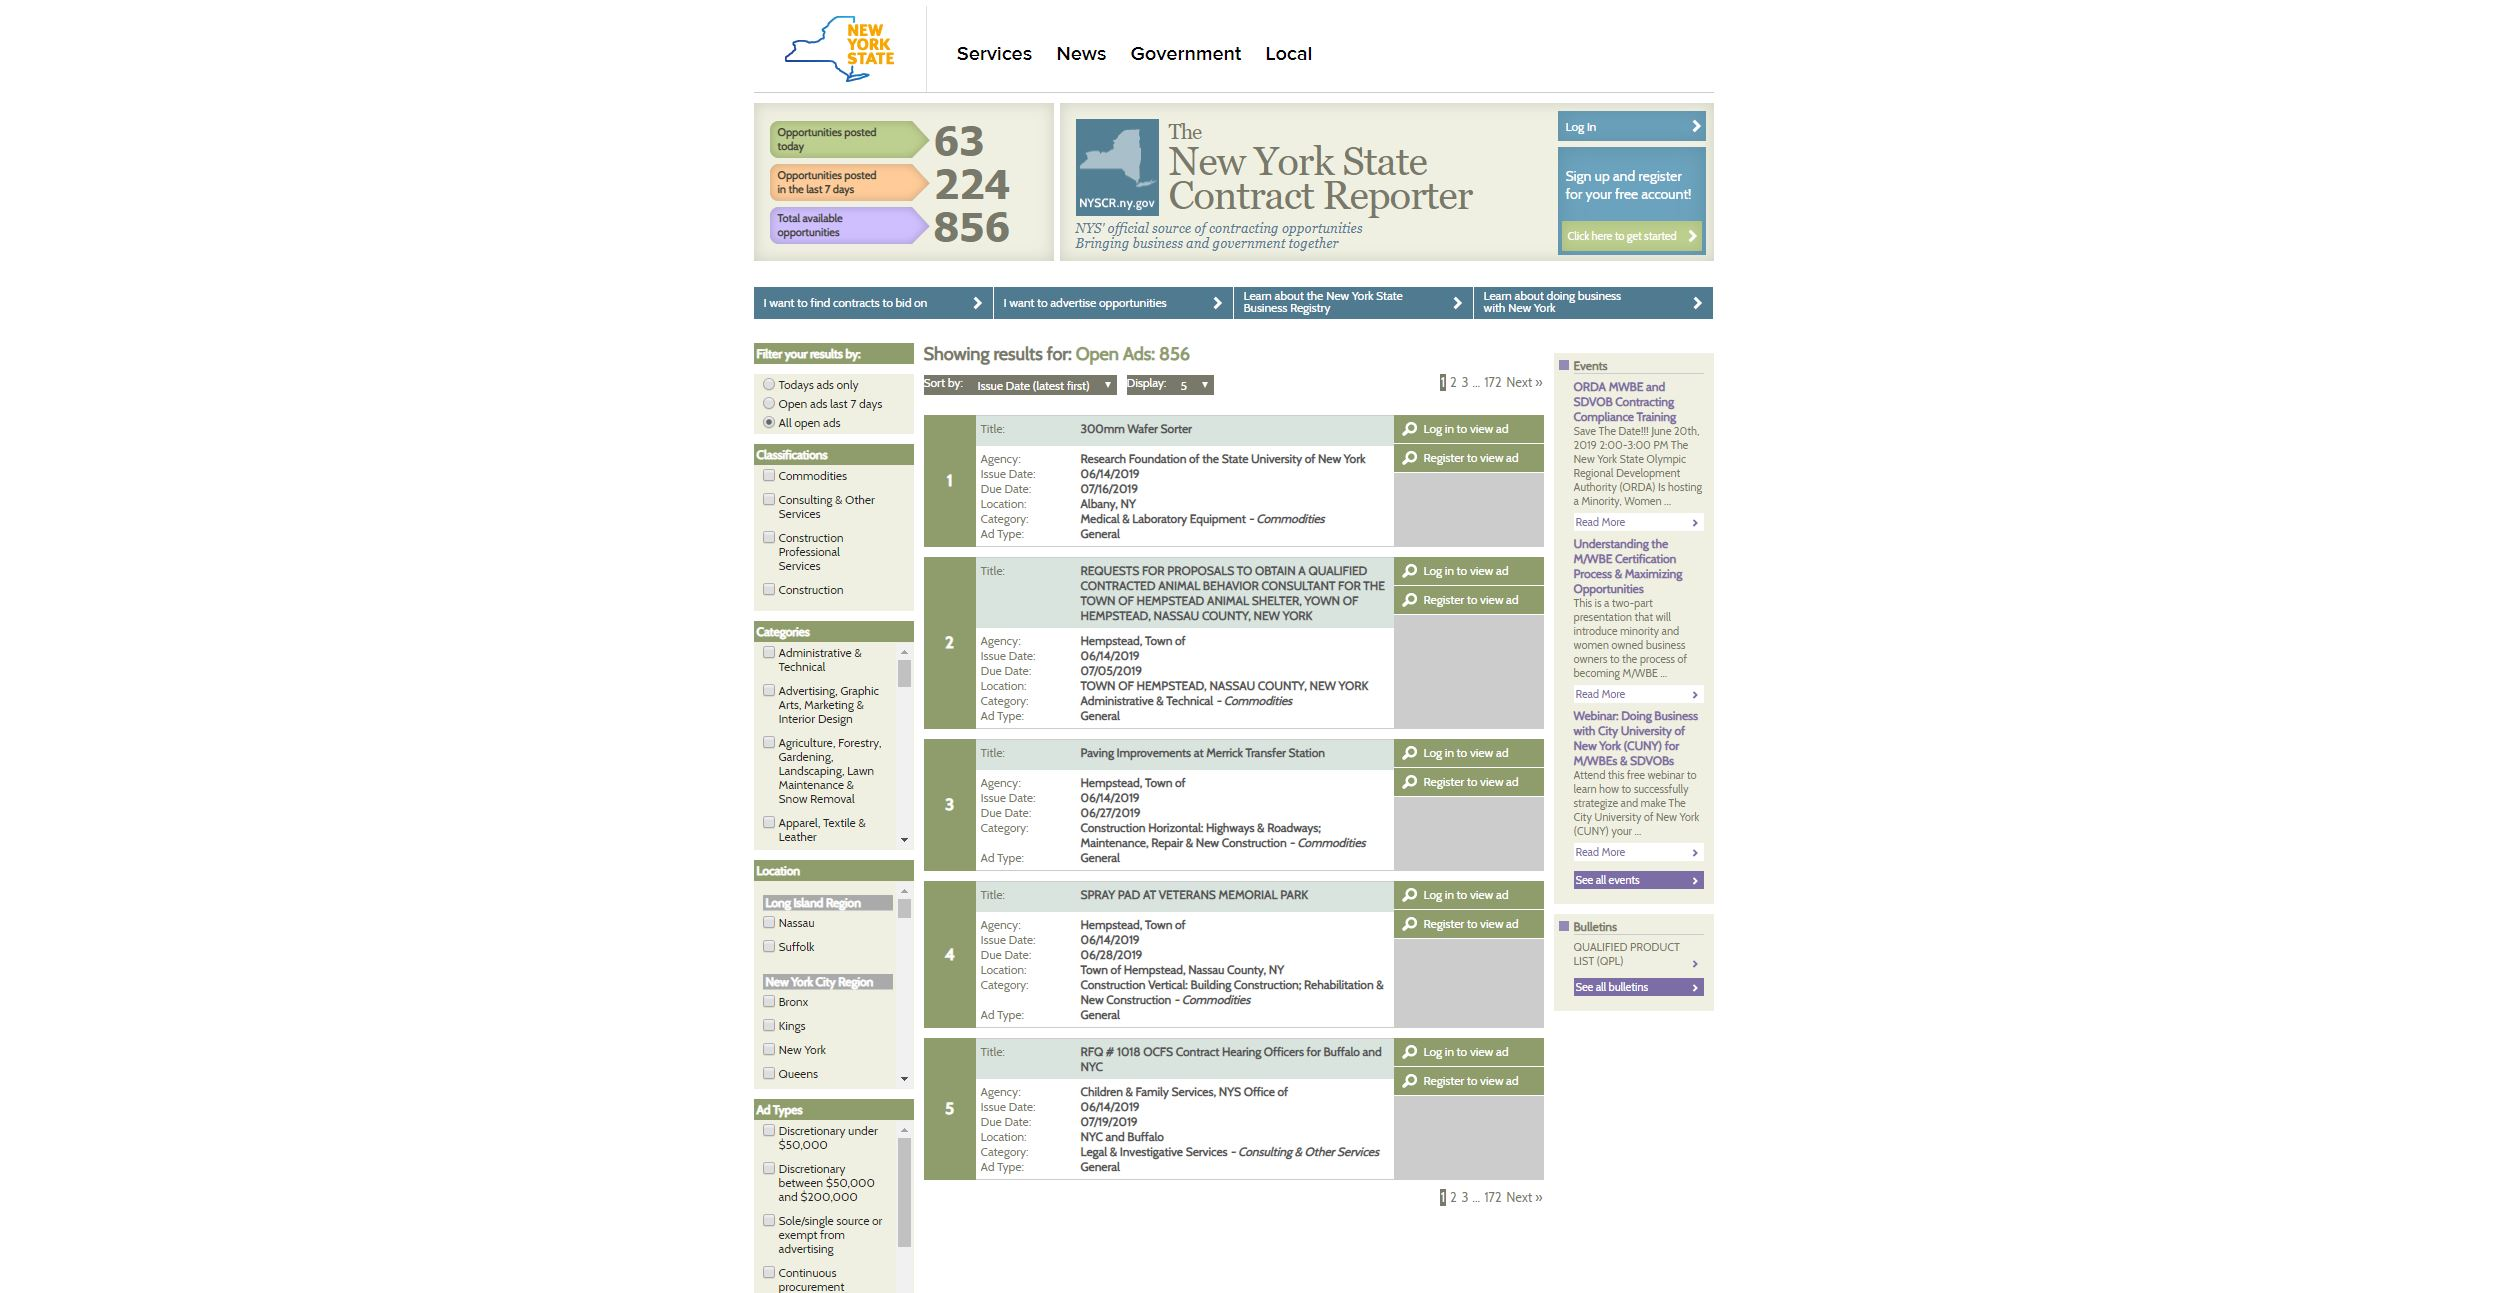 NEW
YORK
STATE
Services News Government Local
Opportunities posted
today
63
Opportunities posted
in the last 7 days
224
Total available
opportunities
856
NYSCR.ny.gov
The
New York State
Contract Reporter
NYS' official source of contracting opportunities
Bringing business and government together
Log In
Sign up and register
for your free account!
Click here to get started
I want to find contracts to bid on
I want to advertise opportunities
Learn about the New York State
Business Registry
Learn about doing business
with New York
Filter your results by:
Todays ads only
Open ads last 7 days
All open ads
Classifications
Commodities
Consulting & Other
Services
Construction
Professional
Services
Construction
Categories
Administrative &
Technical
Advertising, Graphic
Arts, Marketing &
Interior Design
Agriculture, Forestry,
Gardening,
Landscaping, Lawn
Maintenance &
Snow Removal
Apparel, Textile &
Leather
Location
Long Island Region
Nassau
Suffolk
New York City Region
Bronx
Kings
New York
Queens
Ad Types
Discretionary under
$50,000
Discretionary
between $50,000
and $200,000
Sole/single source or
exempt from
advertising
Continuous
procurement
Showing results for: Open Ads: 856
Sort by: Issue Date (latest first) Display: 5
1 2 3 ... 172 Next »
1
Title: 300mm Wafer Sorter
Agency: Research Foundation of the State University of New York
Issue Date: 06/14/2019
Due Date: 07/16/2019
Location: Albany, NY
Category: Medical & Laboratory Equipment - Commodities
Ad Type: General
Log in to view ad
Register to view ad
2
Title: REQUESTS FOR PROPOSALS TO OBTAIN A QUALIFIED
CONTRACTED ANIMAL BEHAVIOR CONSULTANT FOR THE
TOWN OF HEMPSTEAD ANIMAL SHELTER, YOWN OF
HEMPSTEAD, NASSAU COUNTY, NEW YORK
Agency: Hempstead, Town of
Issue Date: 06/14/2019
Due Date: 07/05/2019
Location: TOWN OF HEMPSTEAD, NASSAU COUNTY, NEW YORK
Category: Administrative & Technical - Commodities
Ad Type: General
Log in to view ad
Register to view ad
3
Title: Paving Improvements at Merrick Transfer Station
Agency: Hempstead, Town of
Issue Date: 06/14/2019
Due Date: 06/27/2019
Category: Construction Horizontal: Highways & Roadways;
Maintenance, Repair & New Construction - Commodities
Ad Type: General
Log in to view ad
Register to view ad
4
Title: SPRAY PAD AT VETERANS MEMORIAL PARK
Agency: Hempstead, Town of
Issue Date: 06/14/2019
Due Date: 06/28/2019
Location: Town of Hempstead, Nassau County, NY
Category: Construction Vertical: Building Construction; Rehabilitation &
New Construction - Commodities
Ad Type: General
Log in to view ad
Register to view ad
5
Title: RFQ # 1018 OCFS Contract Hearing Officers for Buffalo and
NYC
Agency: Children & Family Services, NYS Office of
Issue Date: 06/14/2019
Due Date: 07/19/2019
Location: NYC and Buffalo
Category: Legal & Investigative Services - Consulting & Other Services
Ad Type: General
Log in to view ad
Register to view ad
1 2 3 ... 172 Next »
Events
ORDA MWBE and
SDVOB Contracting
Compliance Training
Save The Date!!! June 20th,
2019 2:00-3:00 PM The
New York State Olympic
Regional Development
Authority (ORDA) Is hosting
a Minority, Women ...
Read More
Understanding the
M/WBE Certification
Process & Maximizing
Opportunities
This is a two-part
presentation that will
introduce minority and
women owned business
owners to the process of
becoming M/WBE ...
Read More
Webinar: Doing Business
with City University of
New York (CUNY) for
M/WBEs & SDVOBs
Attend this free webinar to
learn how to successfully
strategize and make The
City University of New York
(CUNY) your ...
Read More
See all events
Bulletins
QUALIFIED PRODUCT
LIST (QPL)
See all bulletins